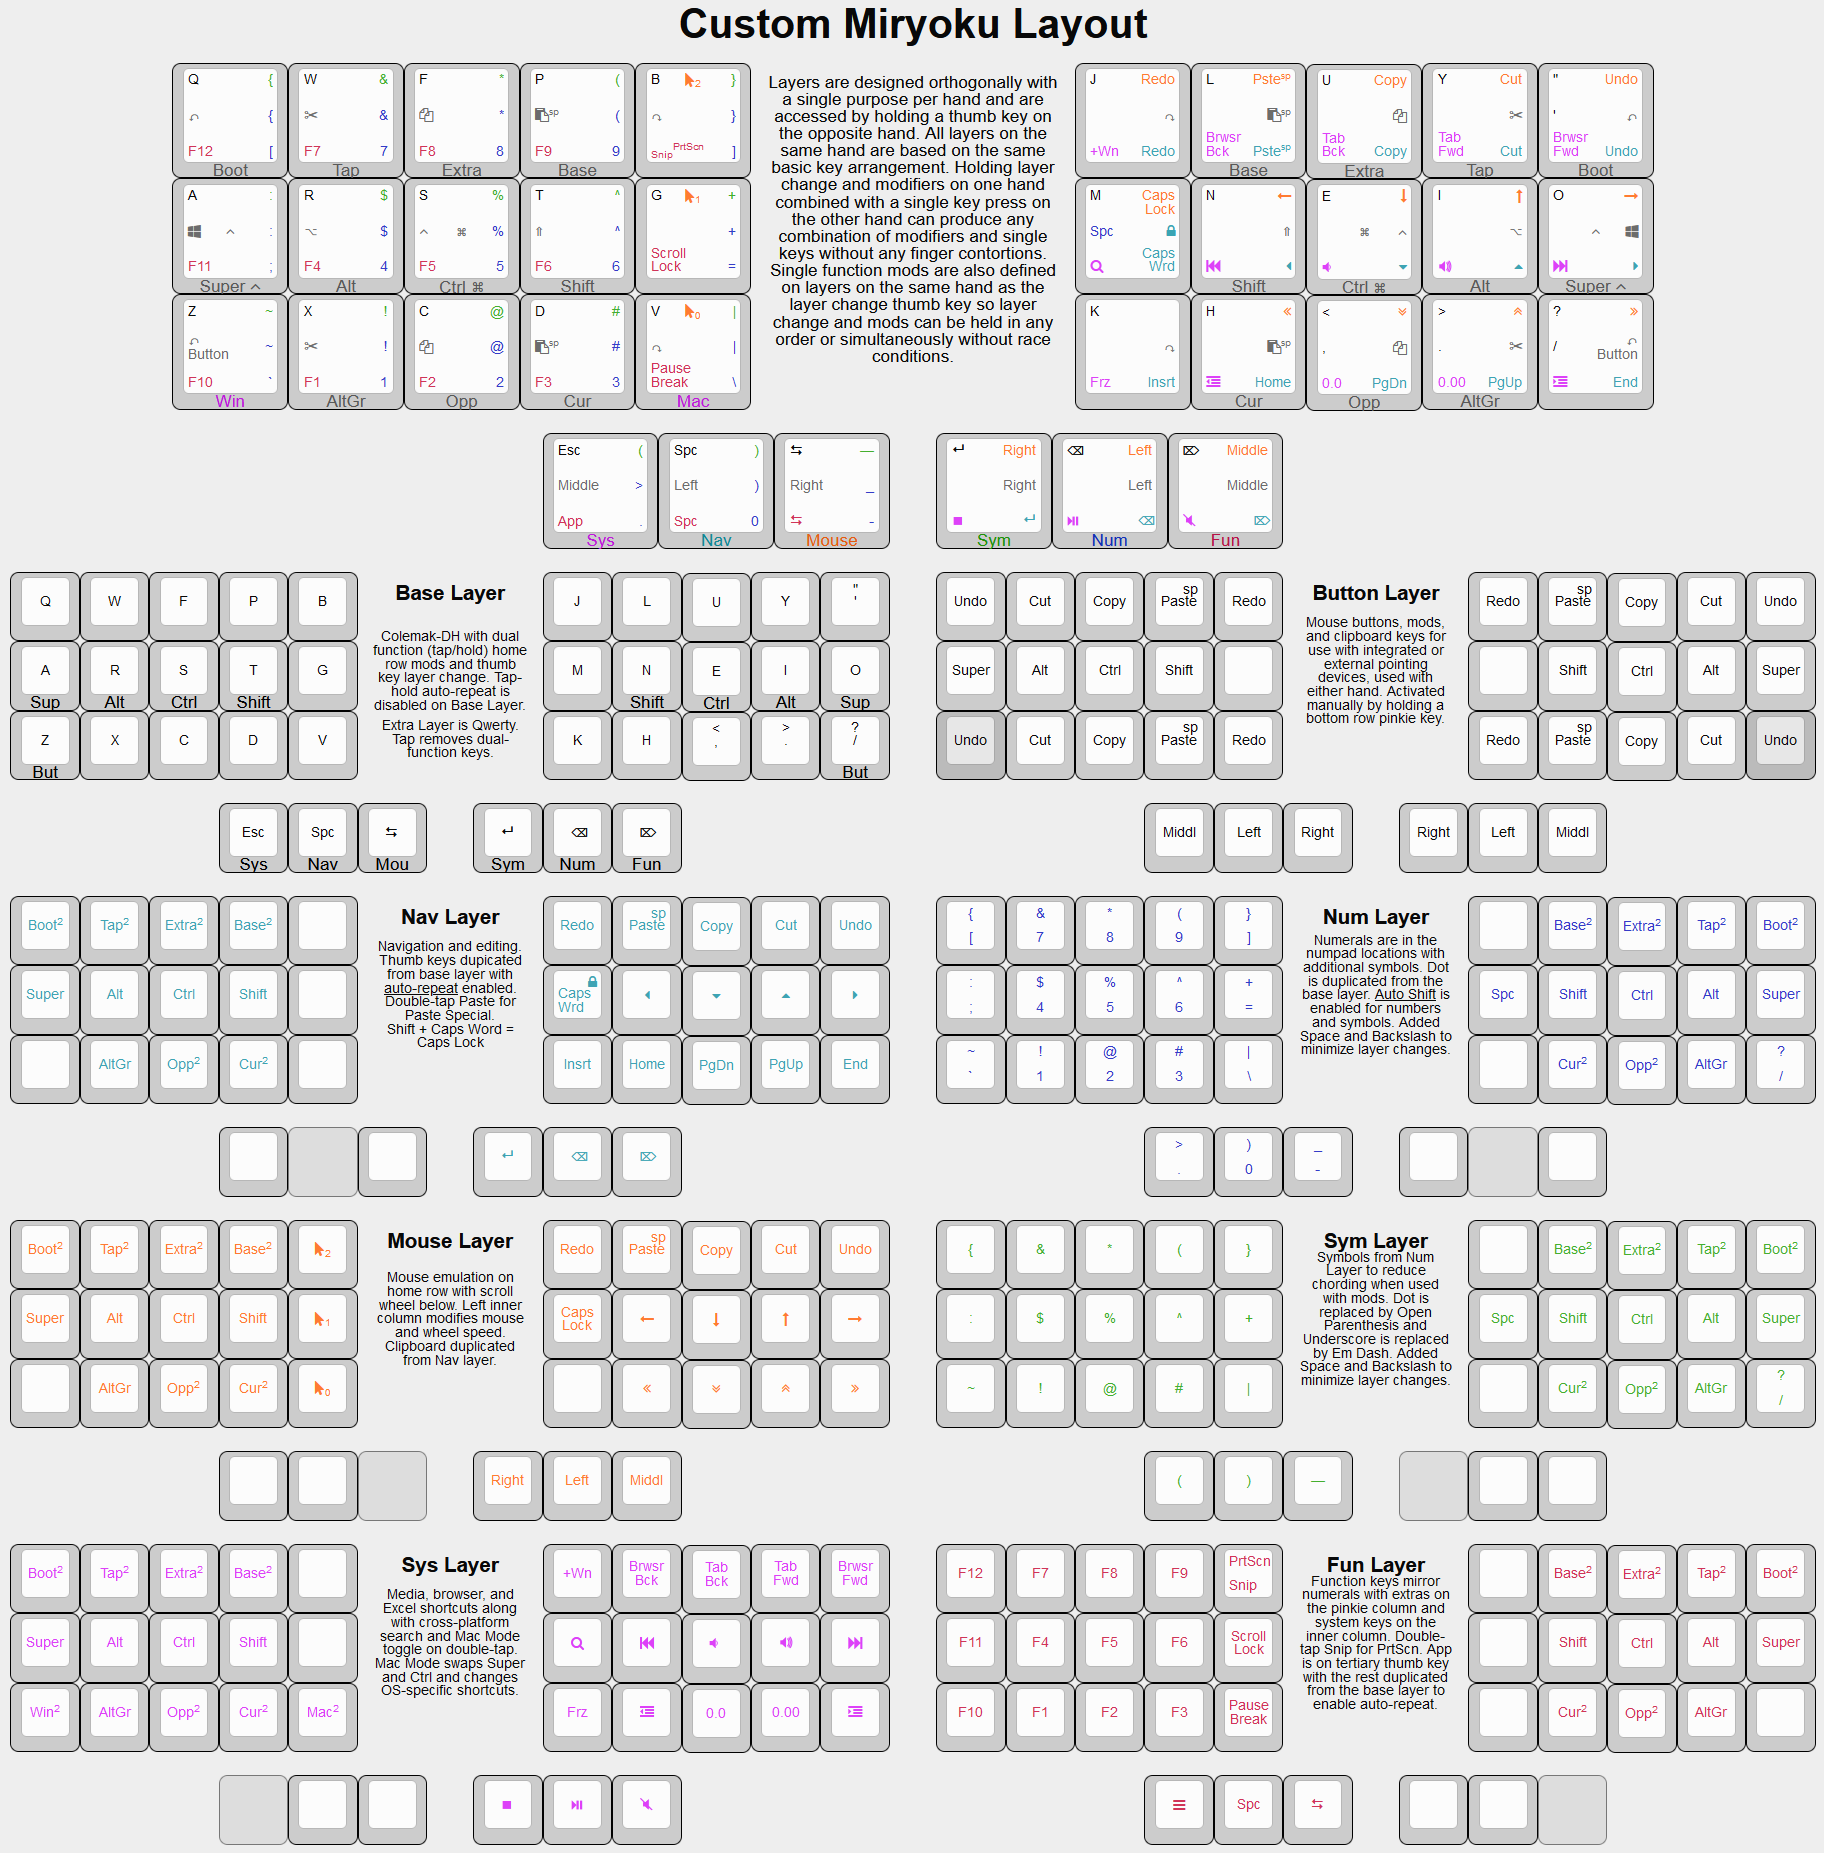 Custom Miryoku Layout
Q {
{
F12 [
Boot
W &
&
F7 7
Tap
F *
*
F8 8
Extra
P (
sp (
F9 9
Base
B 2 }
}
Snip PrtScn ]
Layers are designed orthogonally with
a single purpose per hand and are
accessed by holding a thumb key on
the opposite hand. All layers on the
same hand are based on the same
basic key arrangement. Holding layer
change and modifiers on one hand
combined with a single key press on
the other hand can produce any
combination of modifiers and single
keys without any finger contortions.
Single function mods are also defined
on layers on the same hand as the
layer change thumb key so layer
change and mods can be held in any
order or simultaneously without race
conditions.
J Redo
+Wn Redo
L Pste sp
sp
Brwsr
Bck Pste sp
Base
U Copy
Tab
Bck Copy
Extra
Y Cut
Tab
Fwd Cut
Tap
" Undo
'
Brwsr
Fwd Undo
Boot
A :
:
F11 ;
Super
R $
$
F4 4
Alt
S %
%
F5 5
Ctrl ⌘
T ^
^
F6 6
Shift
G 1 +
+
Scroll
Lock =
M Caps
Lock
Spc
Caps
Wrd
N ←
Shift
E ↓
⌘
Ctrl ⌘
I ↑
Alt
O →
Super
Z ~
Button ~
F10 `
Win
X !
!
F1 1
AltGr
C @
@
F2 2
Opp
D #
sp #
F3 3
Cur
V 0 |
|
Pause
Break \
Mac
K
Frz Insrt
H «
sp
Home
Cur
<
,
0.0 PgDn
Opp
>
.
0.00 PgUp
AltGr
? »
/ Button
End
Esc (
Middle >
App .
Sys
Spc )
Left )
Spc 0
Nav
⇆ —
Right _
⇆ -
Mouse
↵ Right
Right
■ ↵
Sym
⌫ Left
Left
⌫
Num
⌦ Middle
Middle
⌦
Fun
Base Layer
Colemak-DH with dual
function (tap/hold) home
row mods and thumb
key layer change. Tap-
hold auto-repeat is
disabled on Base Layer.
Extra Layer is Qwerty.
Tap removes dual-
function keys.
Q W F P B J L U Y " '
A R S T G M N E I O
Sup Alt Ctrl Shift Shift Ctrl Alt Sup
Z X C D V K H < , > . ? /
But But
Esc Spc ⇆ ↵ ⌫ ⌦
Sys Nav Mou Sym Num Fun
Button Layer
Mouse buttons, mods,
and clipboard keys for
use with integrated or
external pointing
devices, used with
either hand. Activated
manually by holding a
bottom row pinkie key.
Undo Cut Copy sp Paste Redo Redo sp Paste Copy Cut Undo
Super Alt Ctrl Shift Shift Ctrl Alt Super
Undo Cut Copy sp Paste Redo Redo sp Paste Copy Cut Undo
Middl Left Right Right Left Middl
Nav Layer
Navigation and editing.
Thumb keys dupicated
from base layer with
auto-repeat enabled.
Double-tap Paste for
Paste Special.
Shift + Caps Word =
Caps Lock
Boot2 Tap2 Extra2 Base2 Redo sp Paste Copy Cut Undo
Super Alt Ctrl Shift Caps Wrd
AltGr Opp2 Cur2 Insrt Home PgDn PgUp End
↵ ⌫ ⌦
Num Layer
Numerals are in the
numpad locations with
additional symbols. Dot
is duplicated from the
base layer. Auto Shift is
enabled for numbers
and symbols. Added
Space and Backslash to
minimize layer changes.
{ & * ( } Base2 Extra2 Tap2 Boot2
[ 7 8 9 ]
: $ % ^ + Spc Shift Ctrl Alt Super
; 4 5 6 =
~ ! @ # | Cur2 Opp2 AltGr ?
` 1 2 3 \ /
> ) _
. 0 -
Mouse Layer
Mouse emulation on
home row with scroll
wheel below. Left inner
column modifies mouse
and wheel speed.
Clipboard duplicated
from Nav layer.
Boot2 Tap2 Extra2 Base2 2 Redo sp Paste Copy Cut Undo
Super Alt Ctrl Shift 1 Caps Lock ← ↓ ↑ →
AltGr Opp2 Cur2 0 « »
Right Left Middl
Sym Layer
Symbols from Num
Layer to reduce
chording when used
with mods. Dot is
replaced by Open
Parenthesis and
Underscore is replaced
by Em Dash. Added
Space and Backslash to
minimize layer changes.
{ & * ( } Base2 Extra2 Tap2 Boot2
: $ % ^ + Spc Shift Ctrl Alt Super
~ ! @ # | Cur2 Opp2 AltGr ? /
( ) —
Sys Layer
Media, browser, and
Excel shortcuts along
with cross-platform
search and Mac Mode
toggle on double-tap.
Mac Mode swaps Super
and Ctrl and changes
OS-specific shortcuts.
Boot2 Tap2 Extra2 Base2 +Wn Brwsr Bck Tab Bck Tab Fwd Brwsr Fwd
Super Alt Ctrl Shift
Win2 AltGr Opp2 Cur2 Mac2 Frz 0.0 0.00
Fun Layer
Function keys mirror
numerals with extras on
the pinkie column and
system keys on the
inner column. Double-
tap Snip for PrtScn. App
is on tertiary thumb key
with the rest duplicated
from the base layer to
enable auto-repeat.
F12 F7 F8 F9 PrtScn Snip Base2 Extra2 Tap2 Boot2
F11 F4 F5 F6 Scroll Lock Shift Ctrl Alt Super
F10 F1 F2 F3 Pause Break Cur2 Opp2 AltGr
Spc ⇆